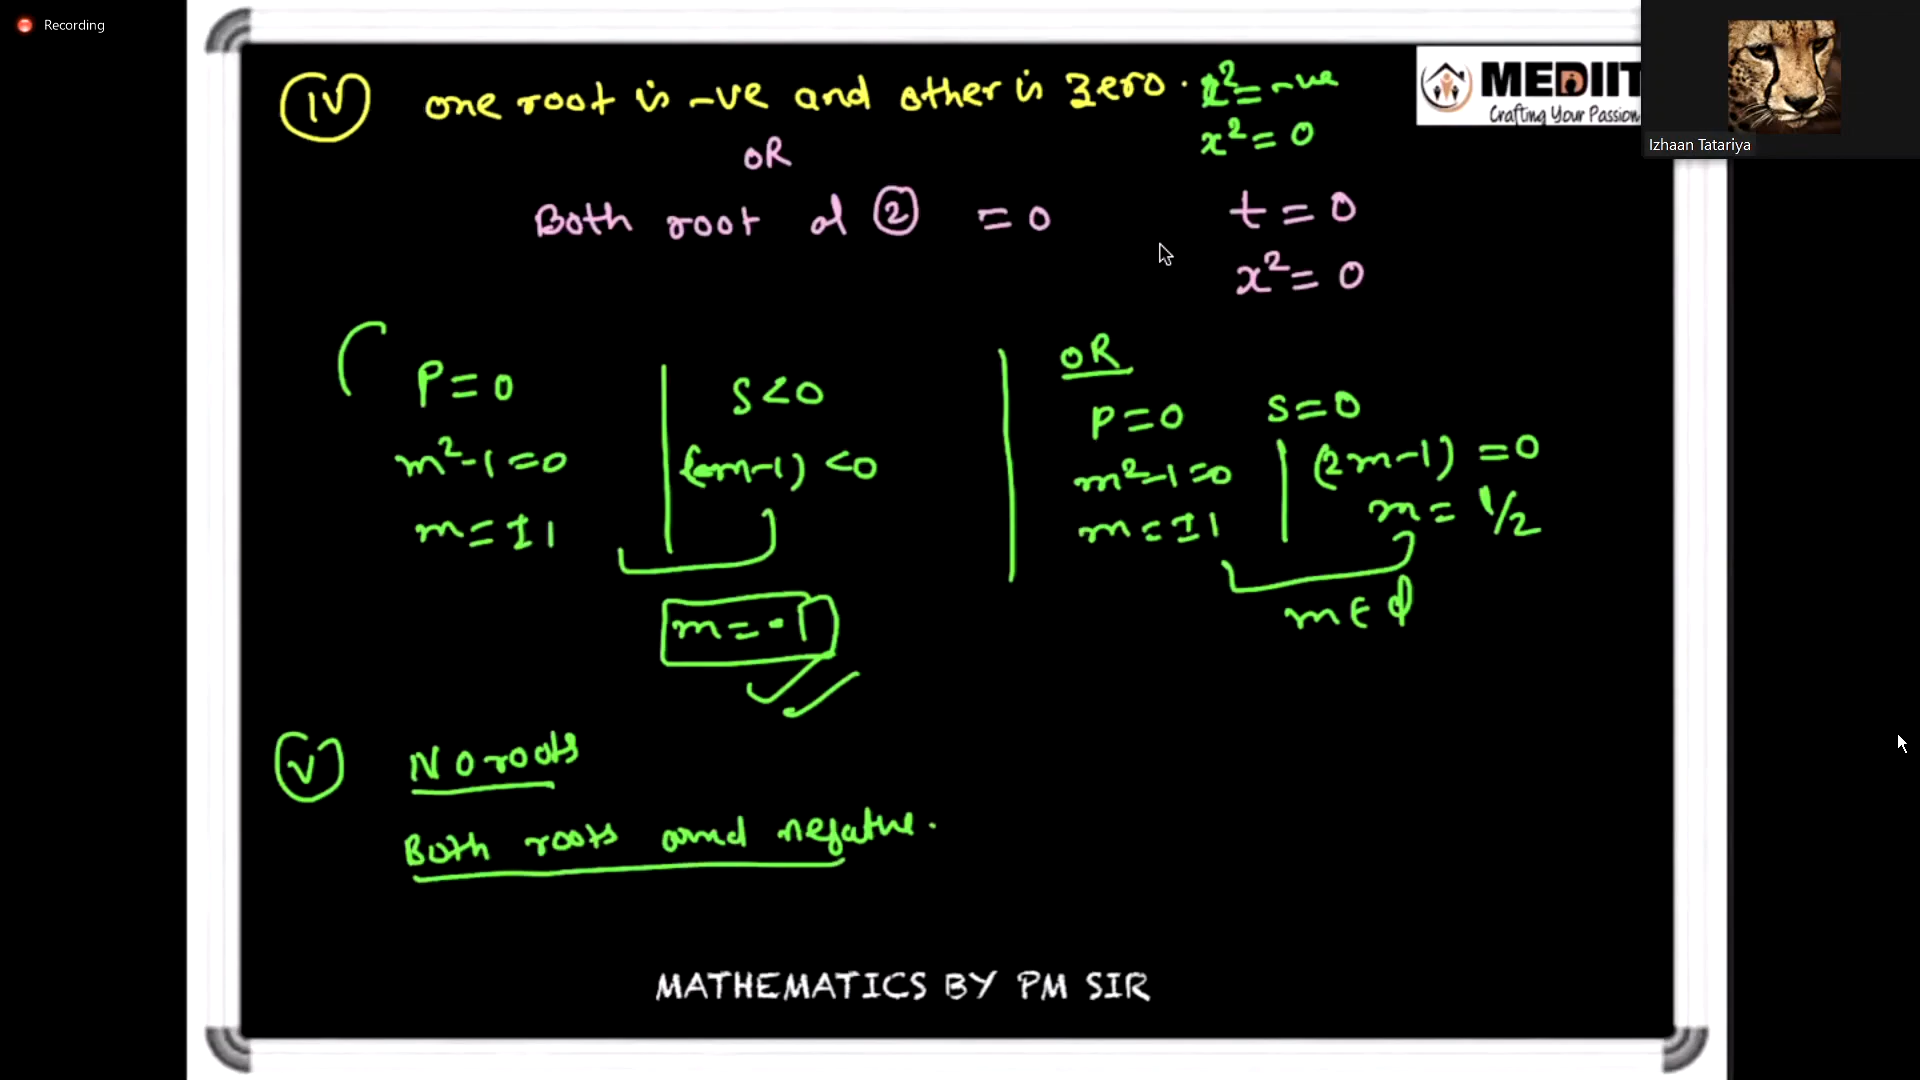 Recording
(iv) one root is -ve and other is zero. x²=-ve
x²=0
OR
Both root of ② =0
t=0
x²=0
P=0
S<0
m²-1=0
(2m-1)<0
m=±1
m=-1
OR
P=0 S=0
m²-1=0
(2m-1)=0
m=±1
m=1/2
m∈ϕ
(v) No roots
Both roots and negative.
MATHEMATICS BY PM SIR
MEDIIT
Crafting Your Passion
Izhaan Tatariya